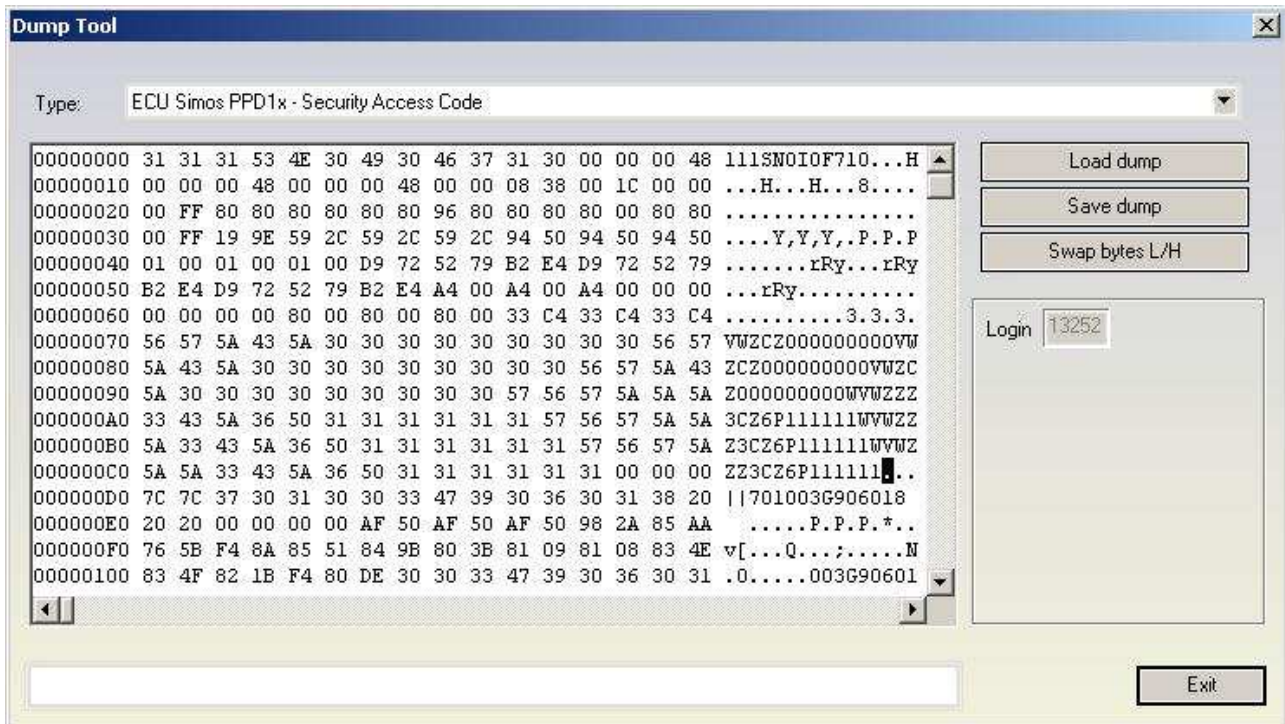 Dump Tool
Type: ECU Simos PPD1x - Security Access Code
00000000 31 31 31 53 4E 30 49 30 46 37 31 30 00 00 00 48 111SN0I0F710...H
00000010 00 00 00 48 00 00 00 48 00 00 08 38 00 1C 00 00 ...H...H...8....
00000020 00 FF 80 80 80 80 80 80 96 80 80 80 80 00 80 80 ................
00000030 00 FF 19 9E 59 2C 59 2C 59 2C 94 50 94 50 94 50 ....Y,Y,Y,.P.P.P
00000040 01 00 01 00 01 00 D9 72 52 79 B2 E4 D9 72 52 79 .......rRy...rRy
00000050 B2 E4 D9 72 52 79 B2 E4 A4 00 A4 00 A4 00 00 00 ...rRy..........
00000060 00 00 00 00 80 00 80 00 80 00 33 C4 33 C4 33 C4 ..........3.3.3.
00000070 56 57 5A 43 5A 30 30 30 30 30 30 30 30 30 56 57 VWZCZ000000000VW
00000080 5A 43 5A 30 30 30 30 30 30 30 30 30 56 57 5A 43 ZCZ000000000VWZC
00000090 5A 30 30 30 30 30 30 30 30 30 57 56 57 5A 5A 5A Z000000000WVWZZZ
000000A0 33 43 5A 36 50 31 31 31 31 31 31 57 56 57 5A 5A 3CZ6P111111WVWZZ
000000B0 5A 33 43 5A 36 50 31 31 31 31 31 31 57 56 57 5A Z3CZ6P111111WVWZ
000000C0 5A 5A 33 43 5A 36 50 31 31 31 31 31 31 00 00 00 ZZ3CZ6P111111...
000000D0 7C 7C 37 30 31 30 30 33 47 39 30 36 30 31 38 20 ||701003G906018
000000E0 20 20 00 00 00 00 00 AF 50 AF 50 AF 50 98 2A 85 AA .....P.P.P.*..
000000F0 76 5B F4 8A 85 51 84 9B 80 3B 81 09 81 08 83 4E v[...Q...;.....N
00000100 83 4F 82 1B F4 80 DE 30 30 33 47 39 30 36 30 31 .O.....003G90601
Load dump
Save dump
Swap bytes L/H
Login 13252
Exit